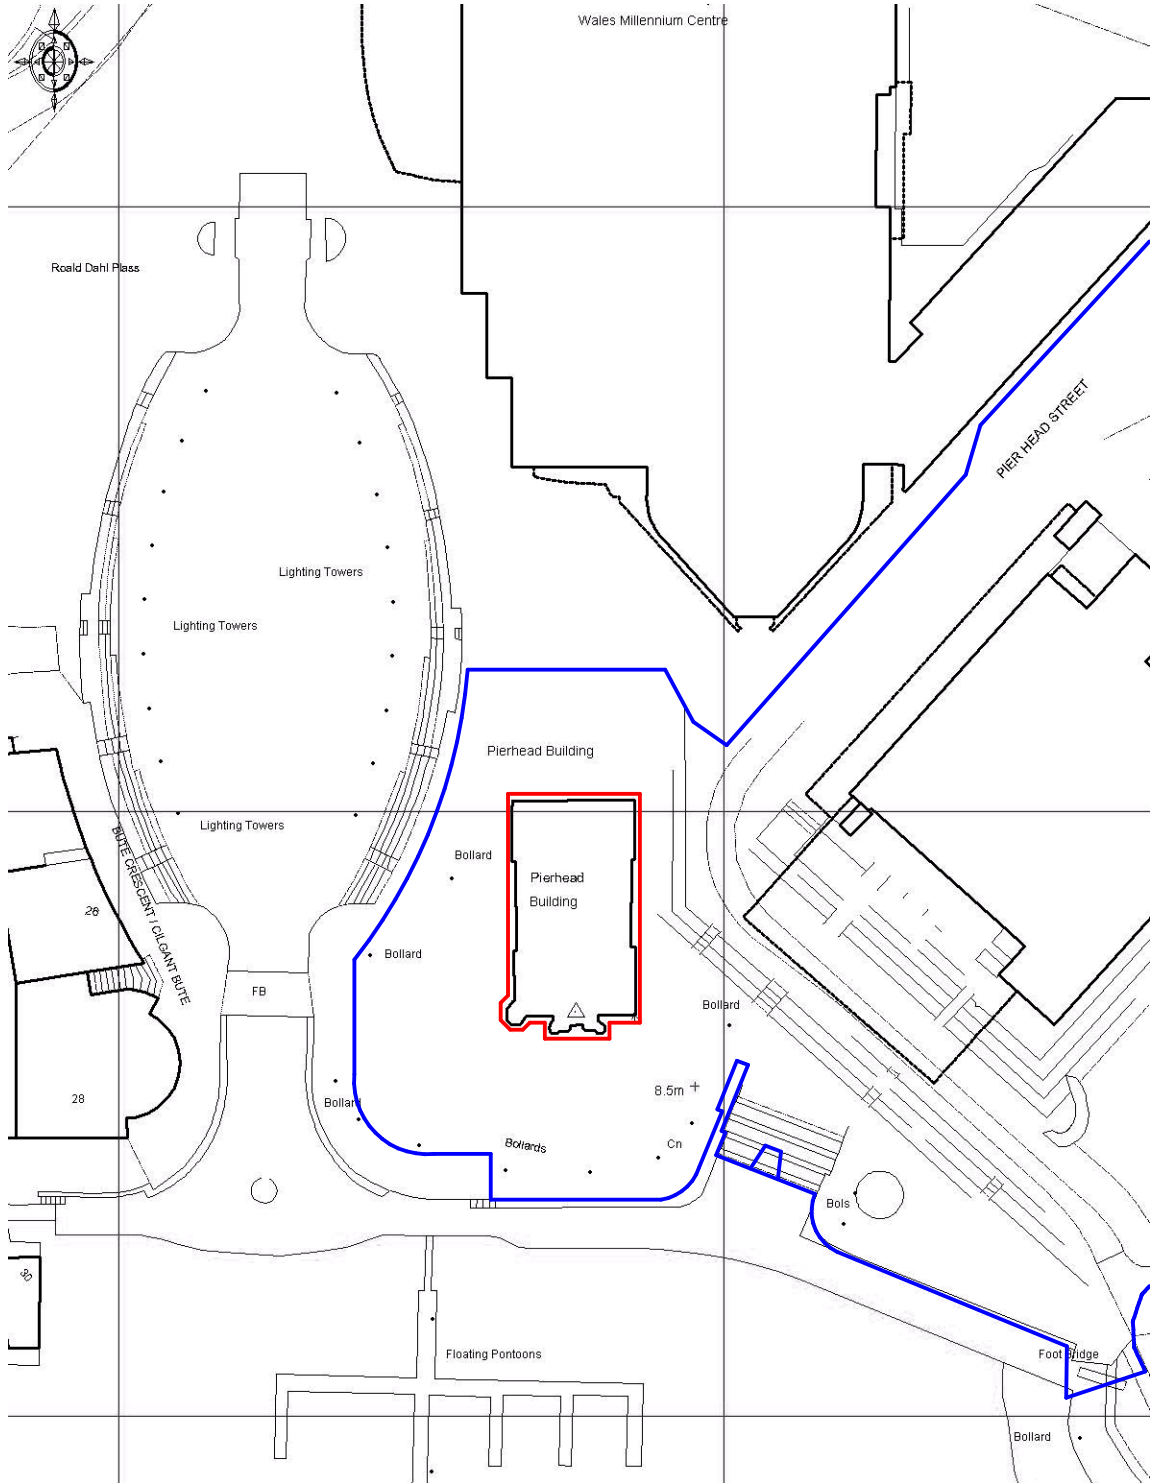 Wales Millennium Centre
Roald Dahl Plass
PIER HEAD STREET
Lighting Towers
Lighting Towers
Pierhead Building
Lighting Towers
BUTE CRESCENT / CILGANT BUTE
Bollard
Pierhead
Building
26
Bollard
FB
Bollard
28
Bollard
8.5m
Bollards
Cn
Bols
30
Floating Pontoons
Foot Bridge
Bollard